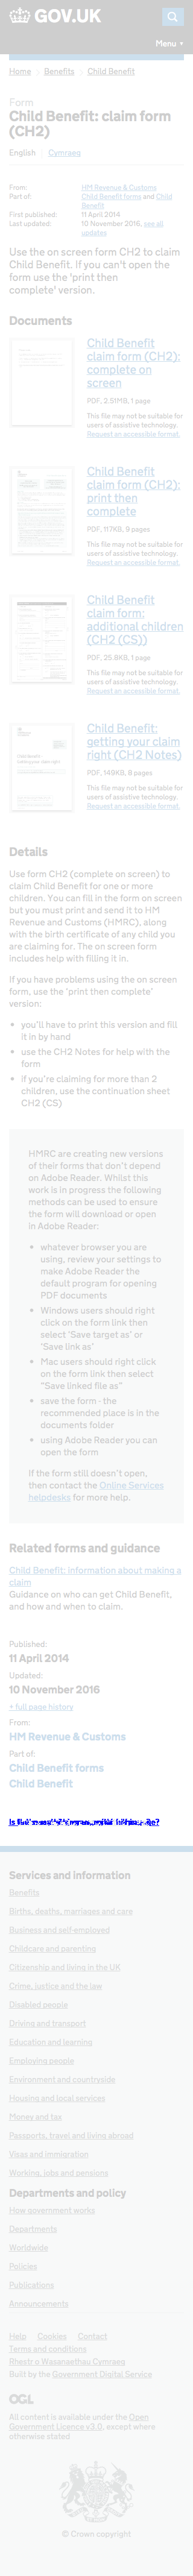 GOV.UK
Menu ▼
Home
Benefits
Child Benefit
Form
Child Benefit: claim form
(CH2)
English
Cymraeg
From:
HM Revenue & Customs
Part of:
Child Benefit forms and Child
Benefit
First published:
11 April 2014
Last updated:
10 November 2016, see all
updates
Use the on screen form CH2 to claim
Child Benefit. If you can't open the
form use the 'print then
complete' version.
Documents
Child Benefit
claim form (CH2):
complete on
screen
PDF, 2.51MB, 1 page
This file may not be suitable for
users of assistive technology.
Request an accessible format.
Child Benefit
claim form (CH2):
print then
complete
PDF, 117KB, 9 pages
This file may not be suitable for
users of assistive technology.
Request an accessible format.
Child Benefit
claim form:
additional children
(CH2 (CS))
PDF, 25.8KB, 1 page
This file may not be suitable for
users of assistive technology.
Request an accessible format.
Child Benefit:
getting your claim
right (CH2 Notes)
PDF, 149KB, 8 pages
This file may not be suitable for
users of assistive technology.
Request an accessible format.
Details
Use form CH2 (complete on screen) to
claim Child Benefit for one or more
children. You can fill in the form on screen
but you must print and send it to HM
Revenue and Customs (HMRC), along
with the birth certificate of any child you
are claiming for. The on screen form
includes help with filling it in.
If you have problems using the on screen
form, use the 'print then complete'
version:
• you'll have to print this version and fill
it in by hand
• use the CH2 Notes for help with the
form
• If you're claiming for more than 2
children, use the continuation sheet
CH2 (CS)
HMRC are creating new versions
of their forms that don't depend
on Adobe Reader. Whilst this
work is in progress the following
methods can be used to ensure
the form will download or open
in Adobe Reader:
• whatever browser you are
using, review your settings to
make Adobe Reader the
default program for opening
PDF documents
• Windows users should right
click on the form link then
select 'Save target as' or
'Save link as'
• Mac users should right click
on the form link then select
"Save linked file as"
• save the form - the
recommended place is in the
documents folder
• using Adobe Reader you can
open the form
If the form still doesn't open,
then contact the Online Services
helpdesks for more help.
Related forms and guidance
Child Benefit: information about making a
claim
Guidance on who can get Child Benefit,
and how and when to claim.
Published:
11 April 2014
Updated:
10 November 2016
+ full page history
From:
HM Revenue & Customs
Part of:
Child Benefit forms
Child Benefit
Services and information
Benefits
Births, deaths, marriages and care
Business and self-employed
Childcare and parenting
Citizenship and living in the UK
Crime, justice and the law
Disabled people
Driving and transport
Education and learning
Employing people
Environment and countryside
Housing and local services
Money and tax
Passports, travel and living abroad
Visas and immigration
Working, jobs and pensions
Departments and policy
How government works
Departments
Worldwide
Policies
Publications
Announcements
Help
Cookies
Contact
Terms and conditions
Rhestr o Wasanaethau Cymraeg
Built by the Government Digital Service
OGL
All content is available under the Open
Government Licence v3.0, except where
otherwise stated
© Crown copyright